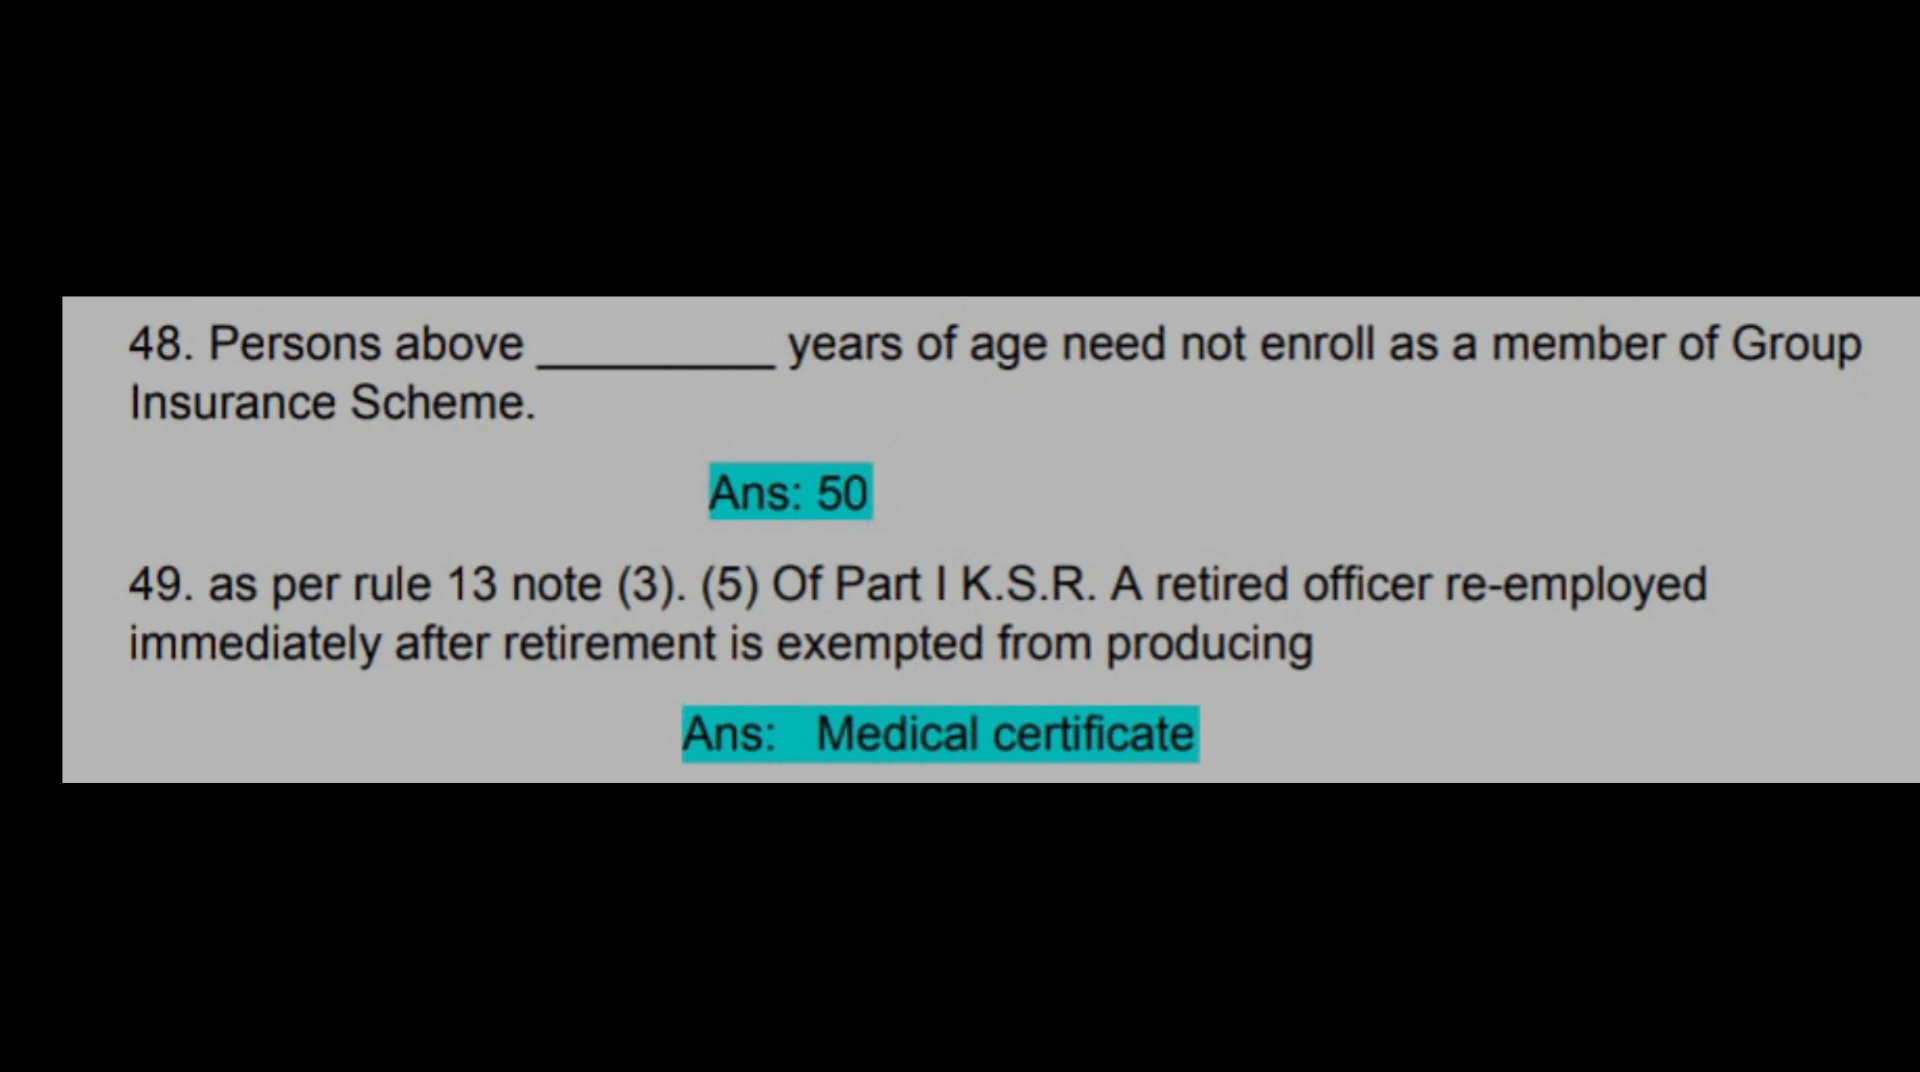 48. Persons above _________ years of age need not enroll as a member of Group
Insurance Scheme.
Ans: 50
49. as per rule 13 note (3). (5) Of Part I K.S.R. A retired officer re-employed
immediately after retirement is exempted from producing
Ans: Medical certificate